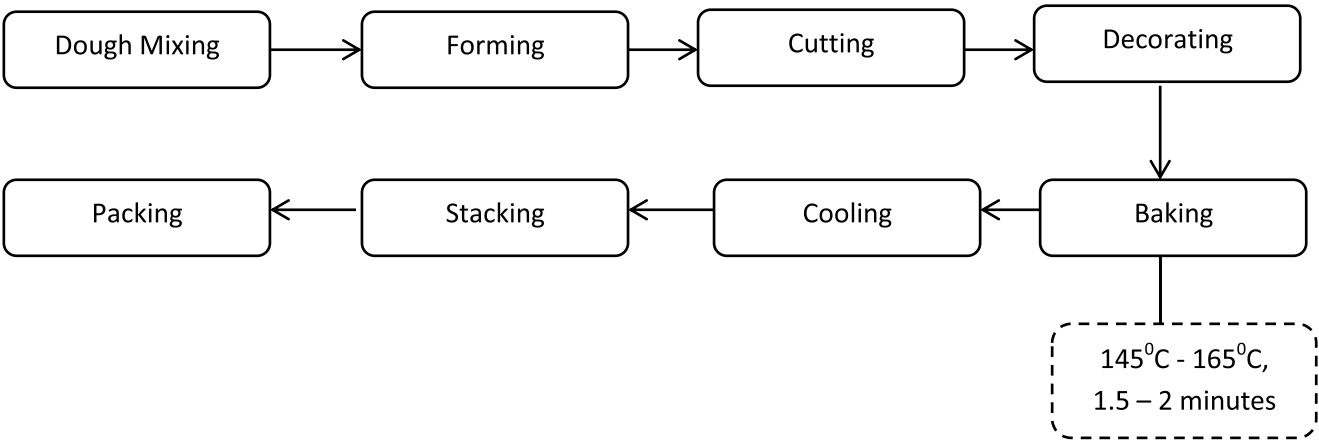 Dough Mixing
Forming
Cutting
Decorating
Baking
Cooling
Stacking
Packing
145⁰C - 165⁰C,
1.5 – 2 minutes